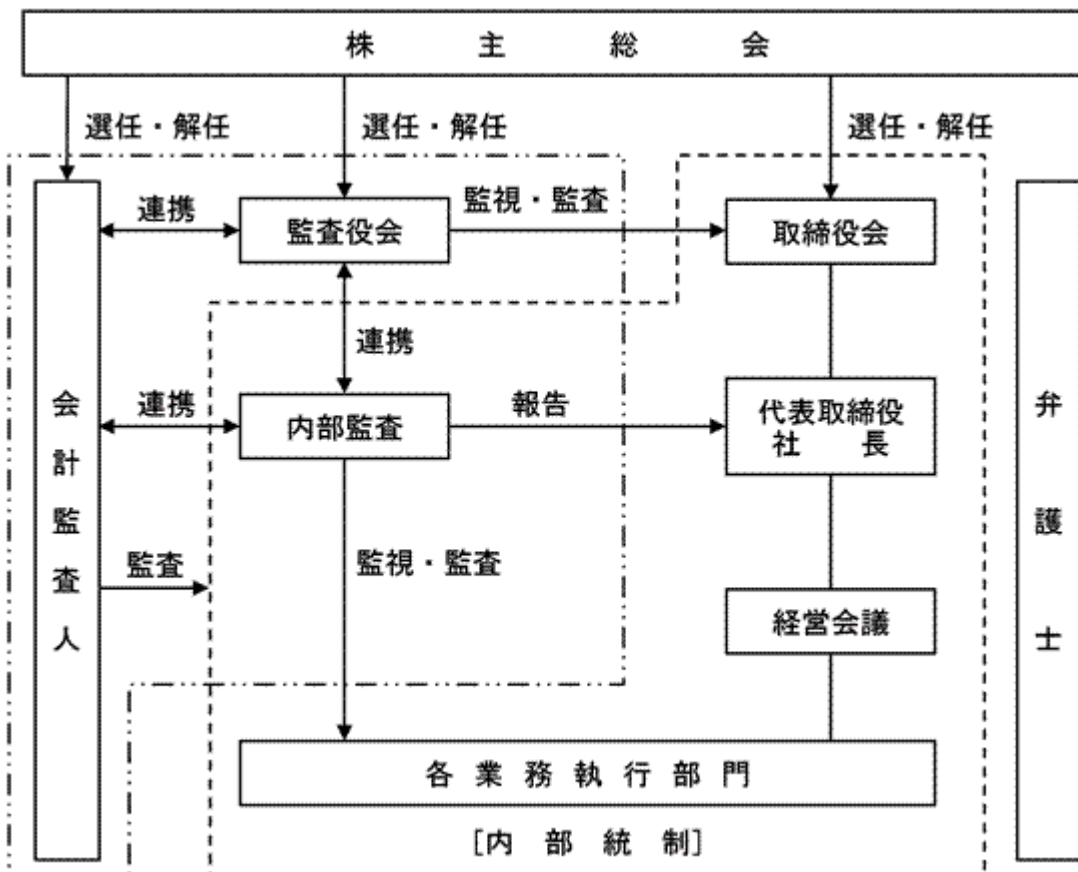 株主総会
選任・解任
選任・解任
選任・解任
連携
監査役会
監視・監査
取締役会
連携
会計監査人
連携
内部監査
報告
代表取締役
社長
弁護士
監査
監視・監査
経営会議
各業務執行部門
[内部統制]